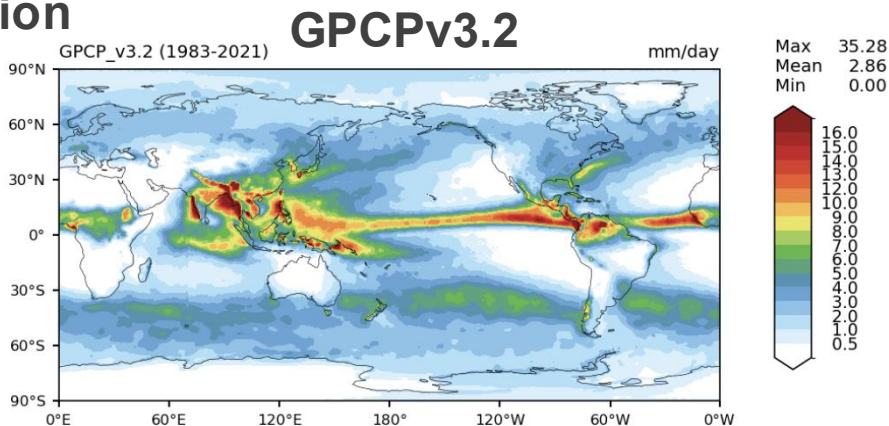 ion
GPCPv3.2
GPCP_v3.2 (1983-2021)
mm/day
Max 35.28
Mean 2.86
Min 0.00
90°N
60°N
30°N
0°
30°S
60°S
90°S
0°E 60°E 120°E 180° 120°W 60°W 0°W
16.0
15.0
14.0
13.0
12.0
10.0
9.0
8.0
7.0
6.0
5.0
4.0
3.0
2.0
1.0
0.5